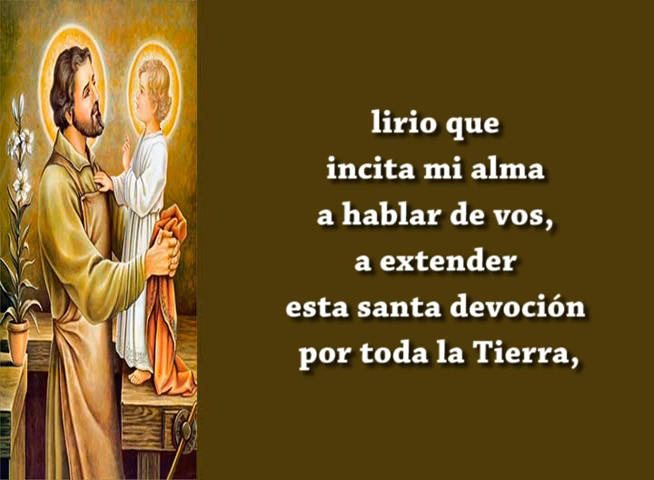 lirio que
incita mi alma
a hablar de vos,
a extender
esta santa devoción
por toda la Tierra,